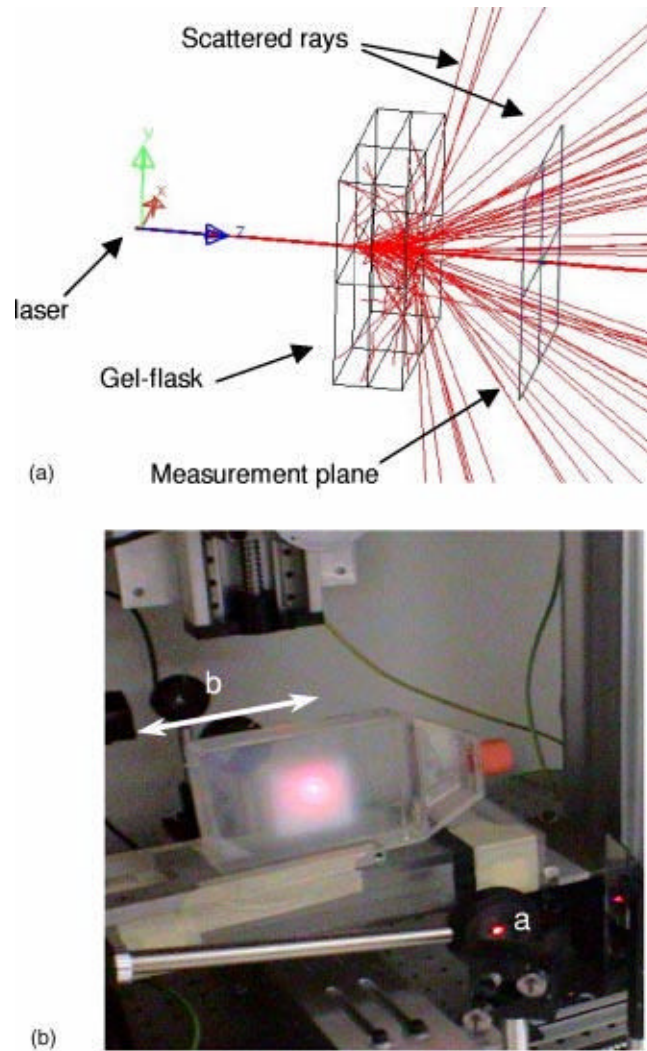 Scattered rays
y
x
z
laser
Gel-flask
Measurement plane
(a)
b
a
(b)